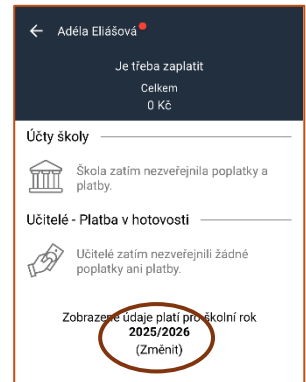 Adéla Eliášová
Je třeba zaplatit
Celkem
0 Kč
Účty školy
Škola zatím nezveřejnila poplatky a
platby.
Učitelé - Platba v hotovosti
Učitelé zatím nezveřejnili žádné
poplatky ani platby.
Zobrazené údaje platí pro školní rok
2025/2026
(Změnit)